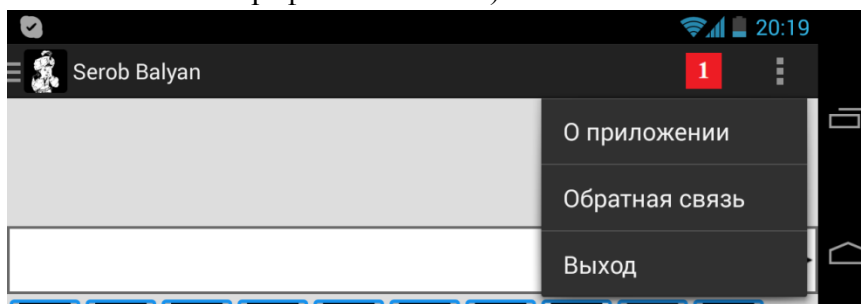 20:19
Serob Balyan
1
О приложении
Обратная связь
Выход